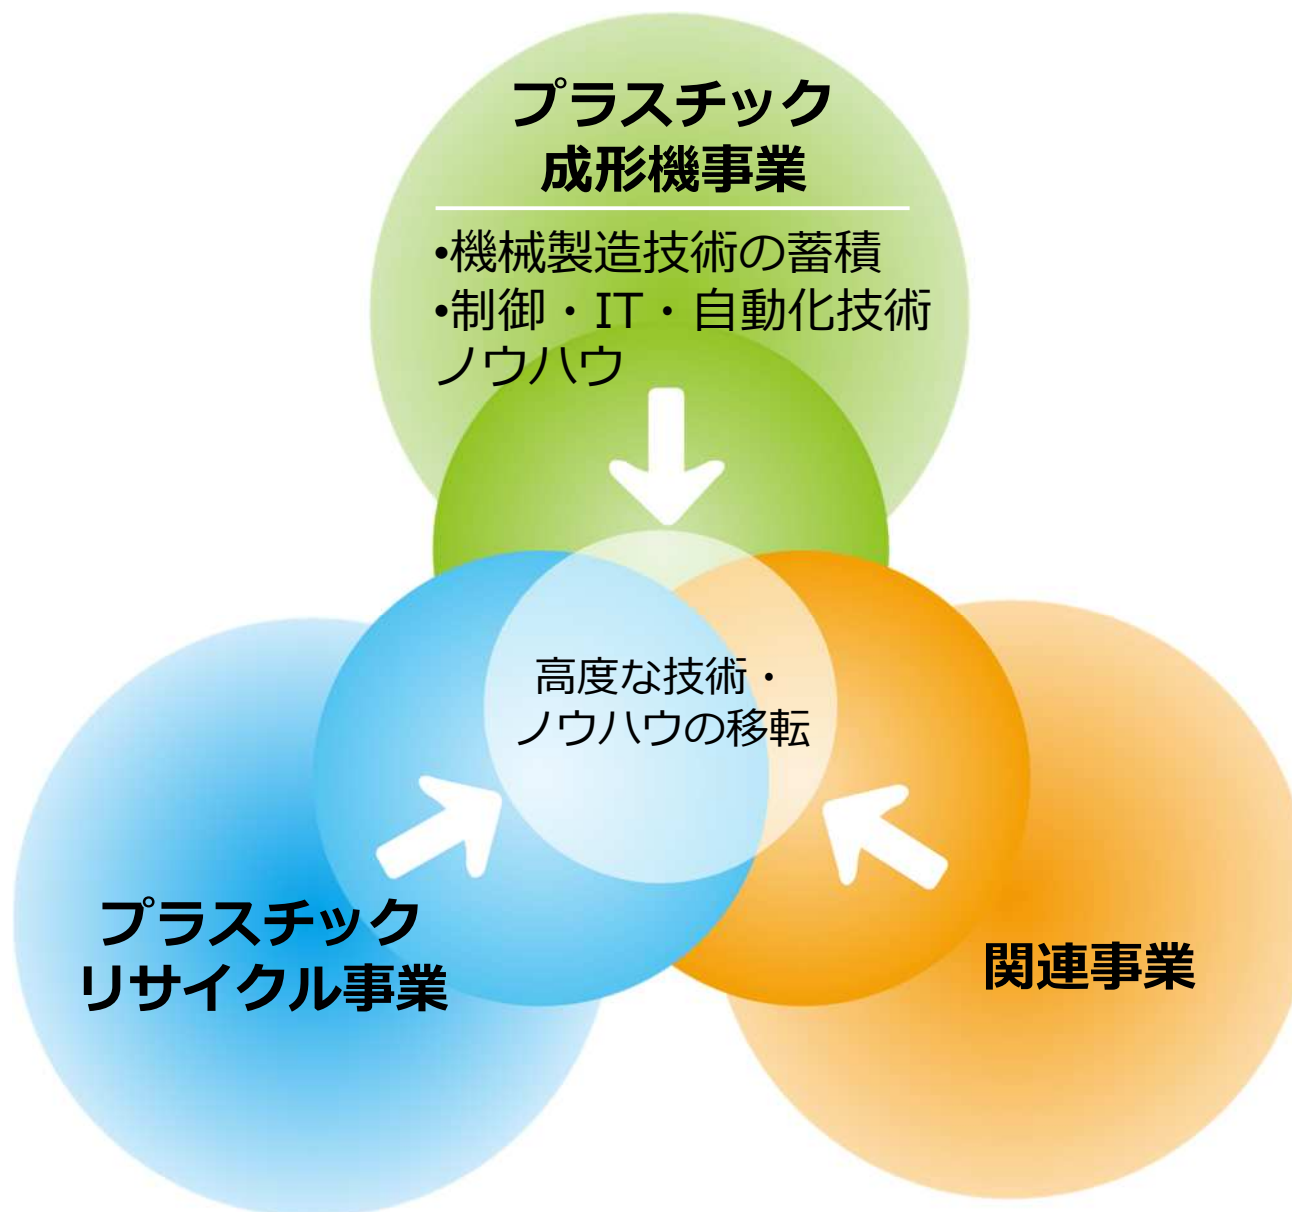 プラスチック
成形機事業
•機械製造技術の蓄積
•制御・IT・自動化技術
ノウハウ
高度な技術・
ノウハウの移転
プラスチック
リサイクル事業
関連事業